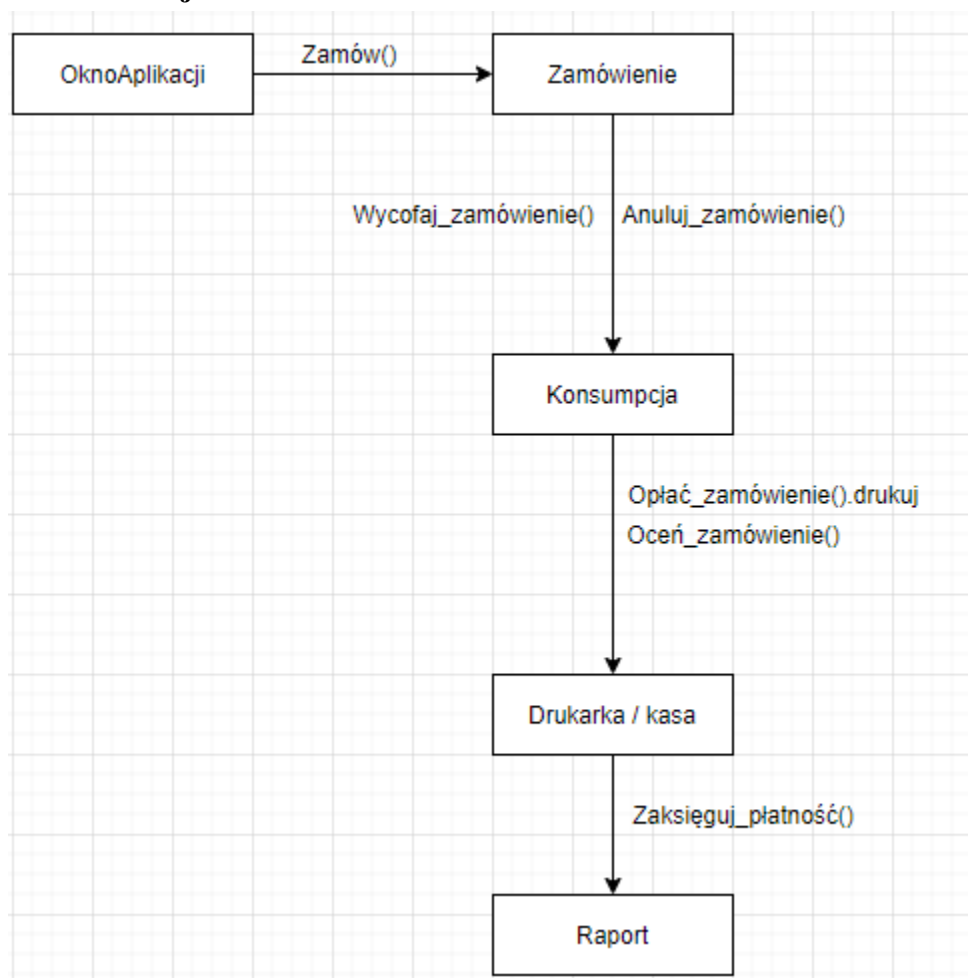 OknoAplikacji
Zamów()
Zamówienie
Wycofaj_zamówienie()
Anuluj_zamówienie()
Konsumpcja
Opłać_zamówienie().drukuj
Oceń_zamówienie()
Drukarka / kasa
Zaksięguj_płatność()
Raport